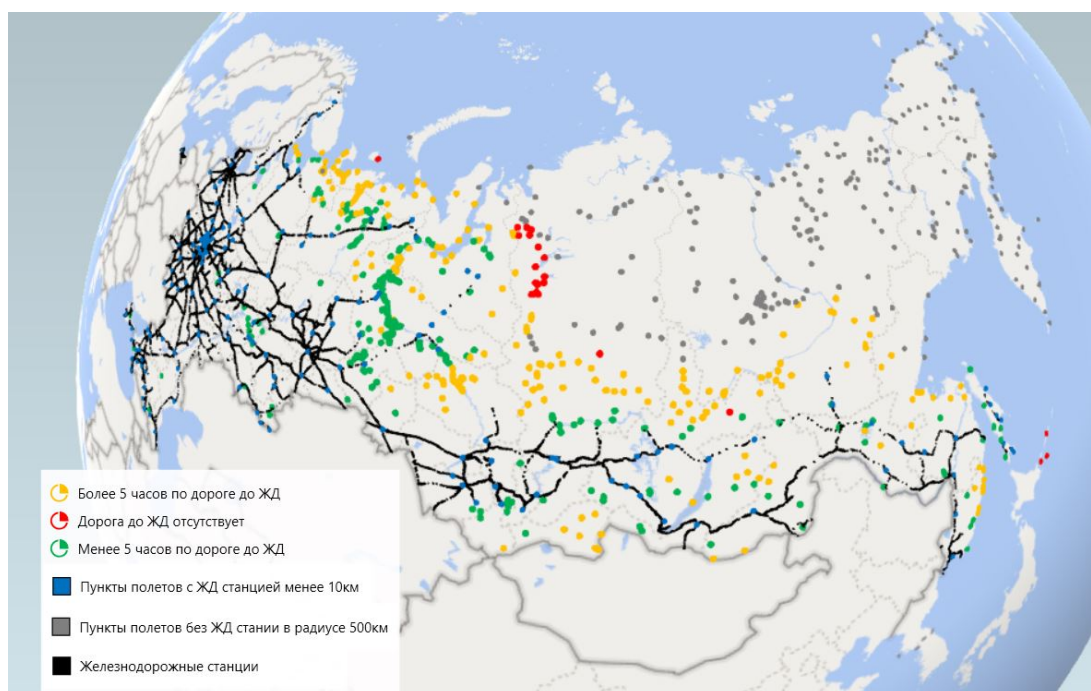 Более 5 часов по дороге до ЖД
Дорога до ЖД отсутствует
Менее 5 часов по дороге до ЖД
Пункты полетов с ЖД станцией менее 10км
Пункты полетов без ЖД стании в радиусе 500км
Железнодорожные станции